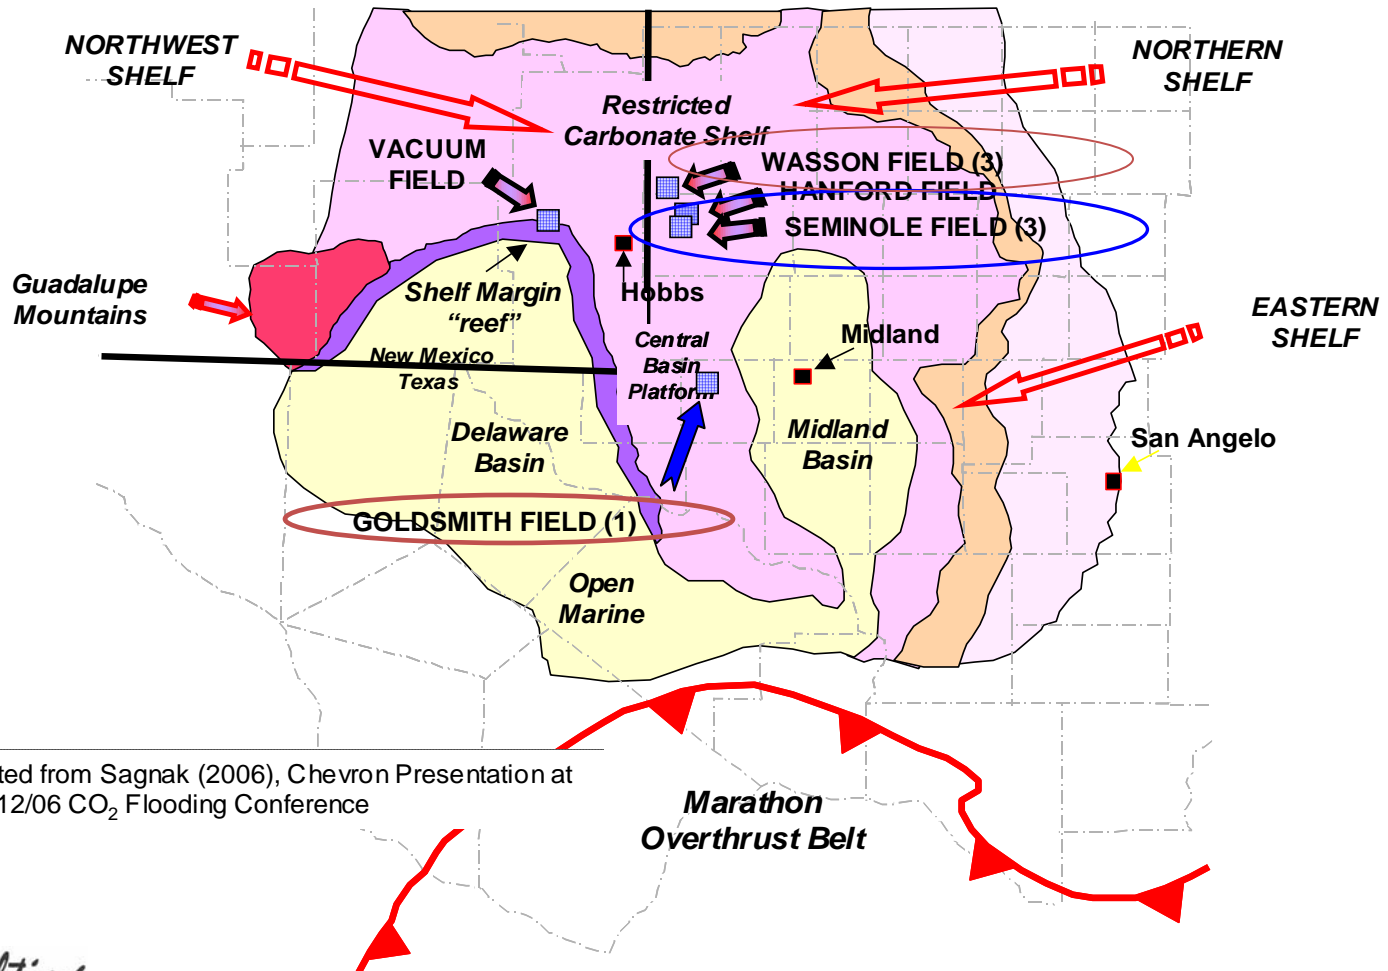 NORTHWEST
SHELF
NORTHERN
SHELF
Restricted
Carbonate Shelf
VACUUM
FIELD
WASSON FIELD (3)
HANFORD FIELD
SEMINOLE FIELD (3)
Guadalupe
Mountains
Shelf Margin
“reef”
Hobbs
EASTERN
SHELF
New Mexico
Texas
Central
Basin
Platform
Midland
Delaware
Basin
Midland
Basin
San Angelo
GOLDSMITH FIELD (1)
Open
Marine
ted from Sagnak (2006), Chevron Presentation at
12/06 CO₂ Flooding Conference
Marathon
Overthrust Belt